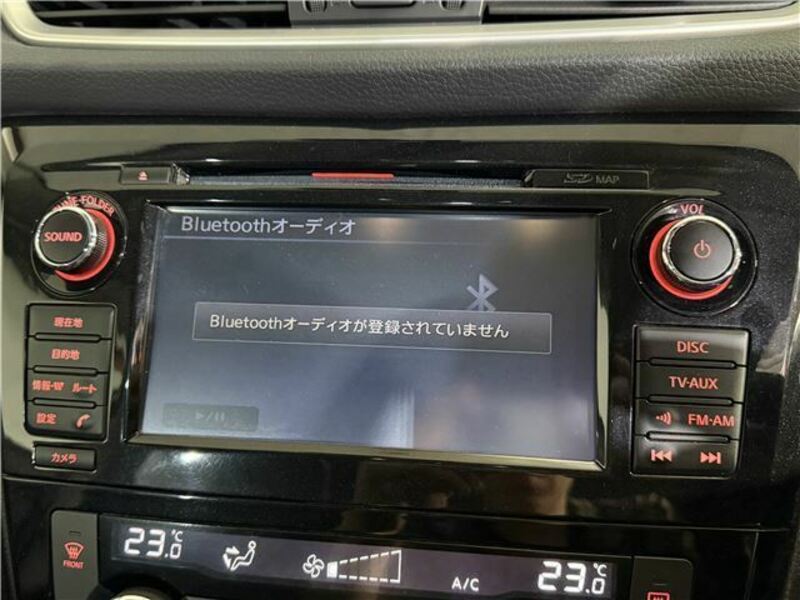 MAP
TUNE·FOLDER
SOUND
VOL
Bluetoothオーディオ
Bluetoothオーディオが登録されていません
現在地
目的地
情報·VI ルート
設定
カメラ
DISC
TV·AUX
FM·AM
FRONT
23.0℃
A/C
23.0℃